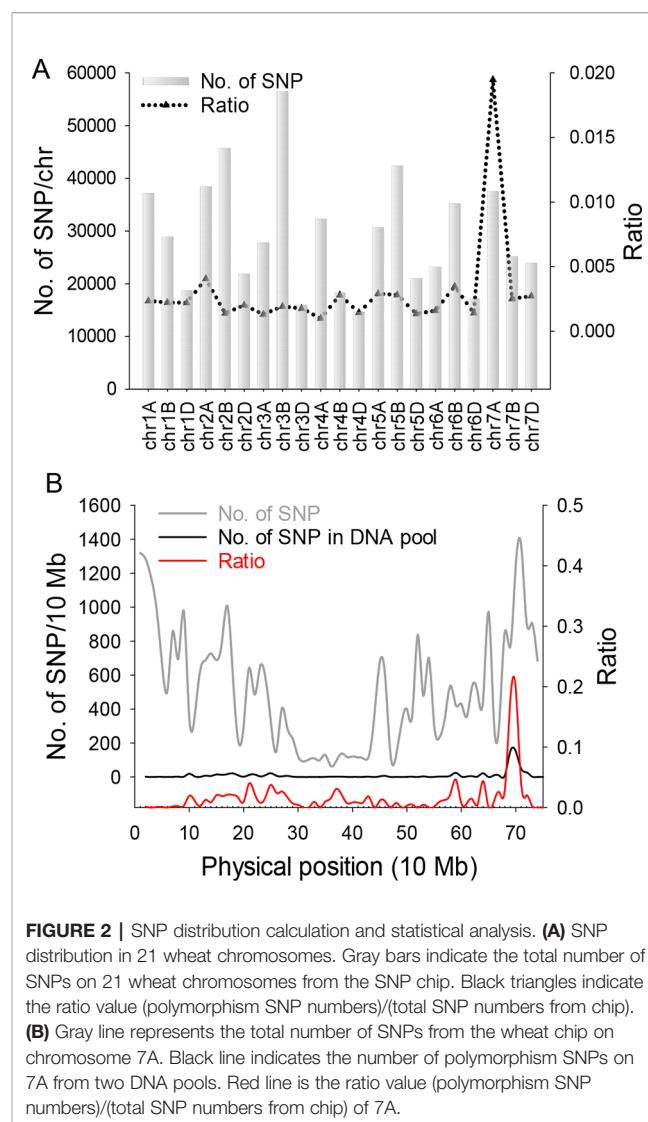 A
No. of SNP
Ratio
60000
50000
40000
30000
20000
10000
0
No. of SNP/chr
0.020
0.015
0.010
0.005
0.000
Ratio
chr1A
chr1B
chr1D
chr2A
chr2B
chr2D
chr3A
chr3B
chr3D
chr4A
chr4B
chr4D
chr5A
chr5B
chr5D
chr6A
chr6B
chr6D
chr7A
chr7B
chr7D
B
No. of SNP
No. of SNP in DNA pool
Ratio
1600
1400
1200
1000
800
600
400
200
0
No. of SNP/10 Mb
0.5
0.4
0.3
0.2
0.1
0.0
Ratio
0 10 20 30 40 50 60 70
Physical position (10 Mb)
FIGURE 2 | SNP distribution calculation and statistical analysis. (A) SNP
distribution in 21 wheat chromosomes. Gray bars indicate the total number of
SNPs on 21 wheat chromosomes from the SNP chip. Black triangles indicate
the ratio value (polymorphism SNP numbers)/(total SNP numbers from chip).
(B) Gray line represents the total number of SNPs from the wheat chip on
chromosome 7A. Black line indicates the number of polymorphism SNPs on
7A from two DNA pools. Red line is the ratio value (polymorphism SNP
numbers)/(total SNP numbers from chip) of 7A.